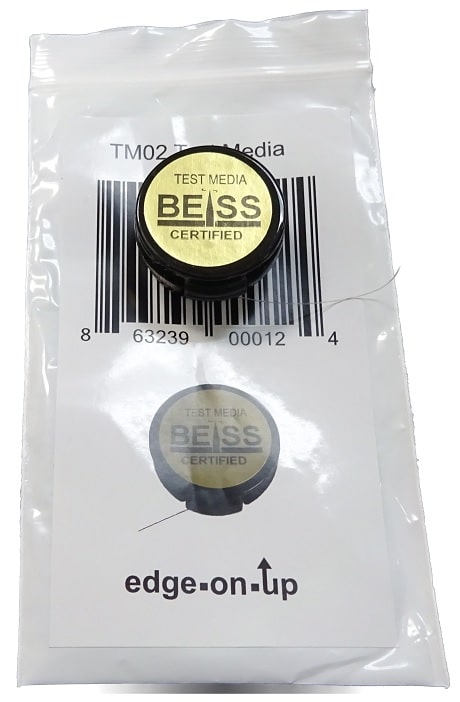 TM02 Test Media
TEST MEDIA
BESS
CERTIFIED
8 63239 00012 4
TEST MEDIA
BESS
CERTIFIED
edge-on-up